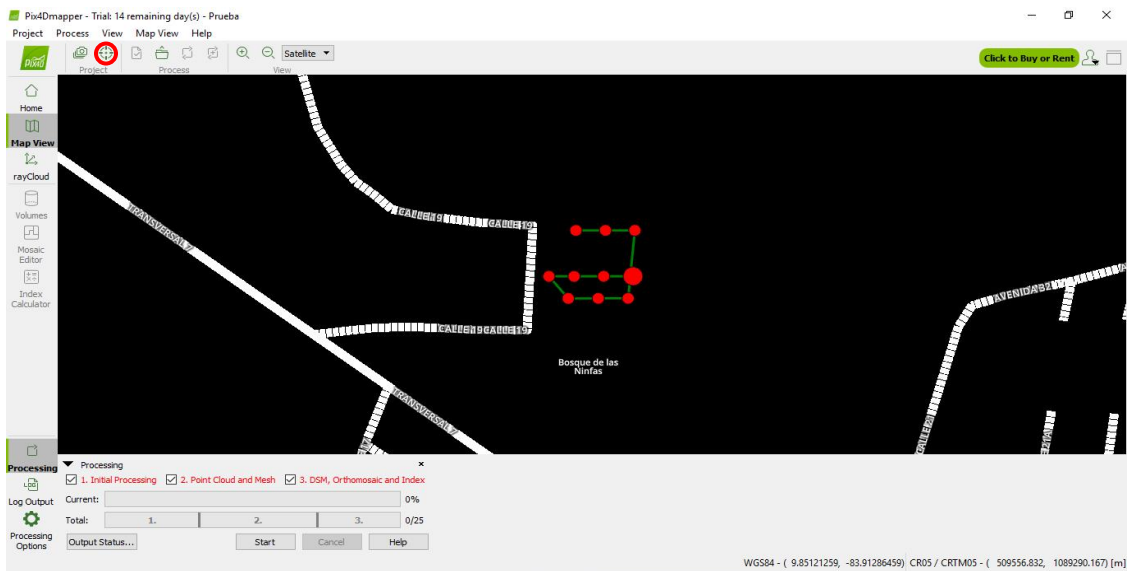 Pix4Dmapper - Trial: 14 remaining day(s) - Prueba
Project Process View Map View Help
PIX4D
Satellite
Project Process View
Click to Buy or Rent
Home
Map View
rayCloud
Volumes
Mosaic
Editor
Index
Calculator
TRANSVERSAL 7
CALLE 19
CALLE 19
CALLE 19
CALLE 19
AVENIDA 32
Bosque de las
Ninfas
TRANSVERSAL 7
CALLE 21
Processing
Log Output
Processing
Options
Processing
1. Initial Processing 2. Point Cloud and Mesh 3. DSM, Orthomosaic and Index
Current: 0%
Total: 1. 2. 3. 0/25
Output Status... Start Cancel Help
WGS84 - ( 9.85121259, -83.91286459) CR05 / CRTM05 - ( 509556.832, 1089290.167) [m]